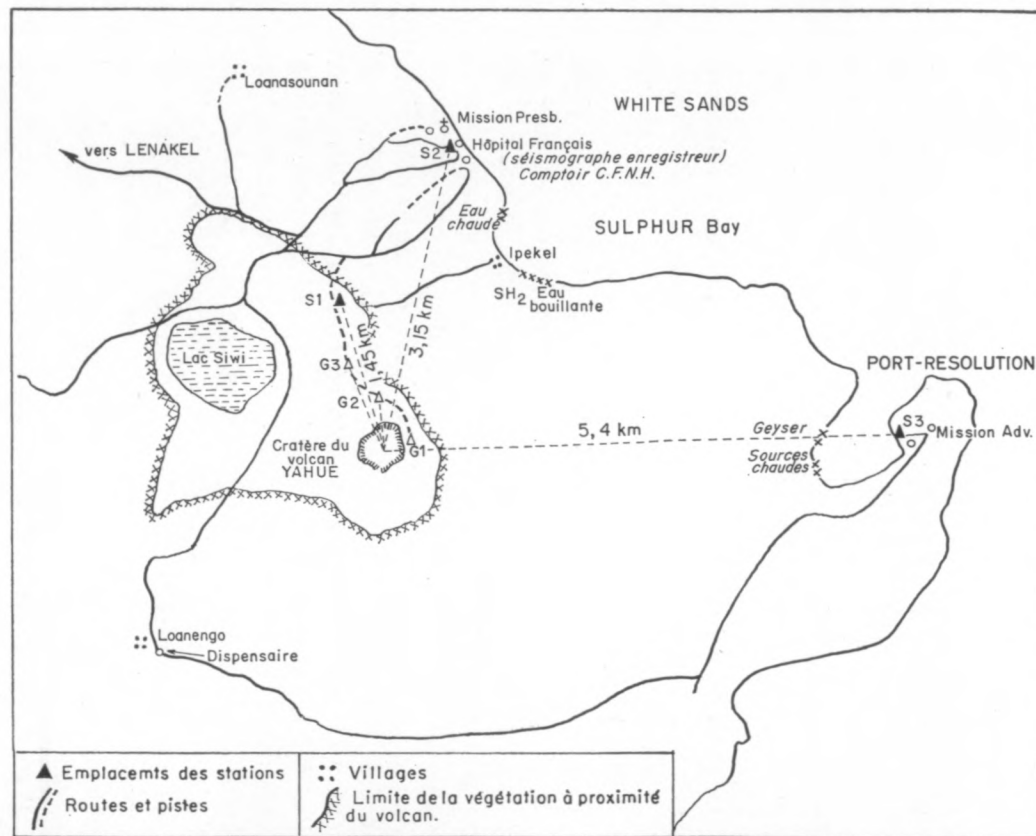 Loanasounan
WHITE SANDS
Mission Presb.
vers LENAKEL
S2
Hôpital Français
(séismographe enregistreur)
Comptoir C.F.N.H.
Eau
chaude
SULPHUR Bay
Ipekel
S1
SH2 Eau
bouillante
3,15 km
1,45 km
Lac Siwi
G3
PORT-RESOLUTION
G2
5,4 km
Geyser
S3
Mission Adv.
Cratère du
volcan
YAHUE
G1
Sources
chaudes
Loanengo
Dispensaire
Emplacemts des stations
Routes et pistes
Villages
Limite de la végétation à proximité
du volcan.